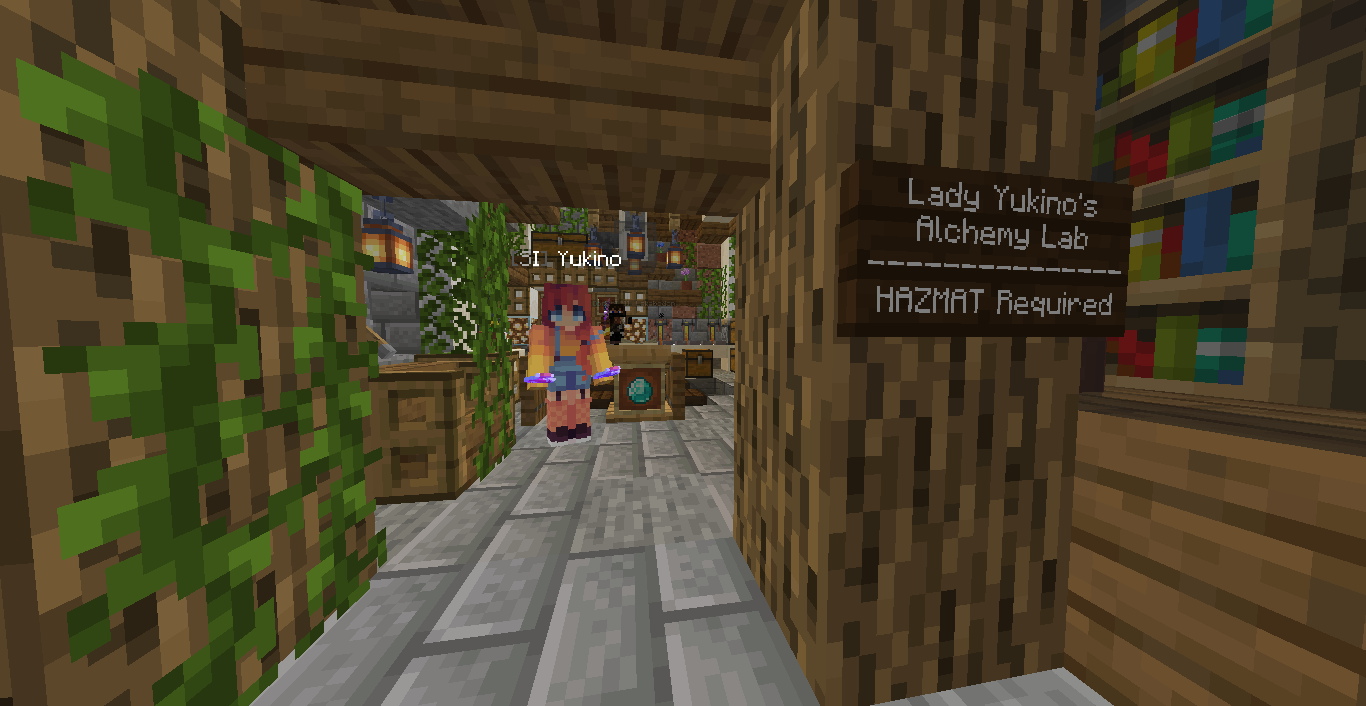 Yukino
Lady Yukino's
Alchemy Lab
--------------------
HAZMAT Required